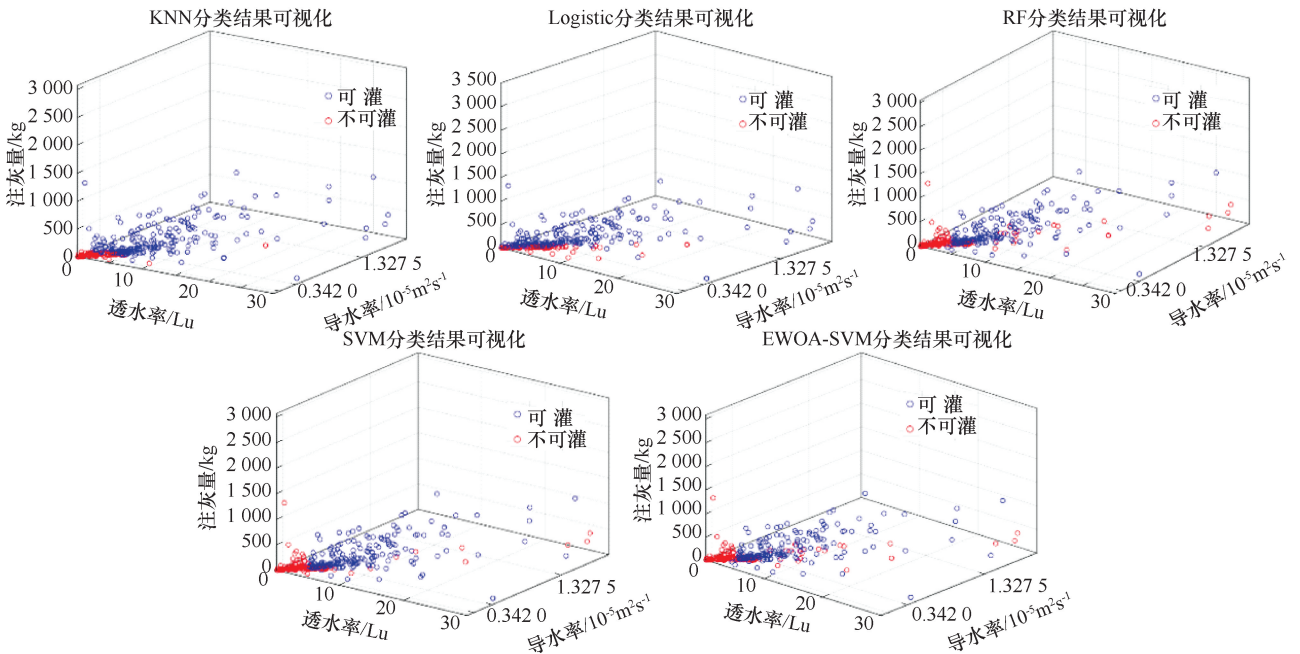 KNN分类结果可视化
3 000
2 500
2 000
1 500
1 000
500
0
注灰量/kg
可 灌
不可灌
10
20
30
透水率/Lu
0.342 0
1.327 5
导水率/10⁻⁵m²s⁻¹
Logistic分类结果可视化
3 500
3 000
2 500
2 000
1 500
1 000
500
0
注灰量/kg
可 灌
不可灌
10
20
30
透水率/Lu
0.342 0
1.327 5
导水率/10⁻⁵m²s⁻¹
RF分类结果可视化
3 000
2 500
2 000
1 500
1 000
500
0
注灰量/kg
可 灌
不可灌
10
20
30
透水率/Lu
0.342 0
1.327 5
导水率/10⁻⁵m²s⁻¹
SVM分类结果可视化
3 000
2 500
2 000
1 500
1 000
500
0
注灰量/kg
可 灌
不可灌
10
20
30
透水率/Lu
0.342 0
1.327 5
导水率/10⁻⁵m²s⁻¹
EWOA-SVM分类结果可视化
3 000
2 500
2 000
1 500
1 000
500
0
注灰量/kg
可 灌
不可灌
10
20
30
透水率/Lu
0.342 0
1.327 5
导水率/10⁻⁵m²s⁻¹